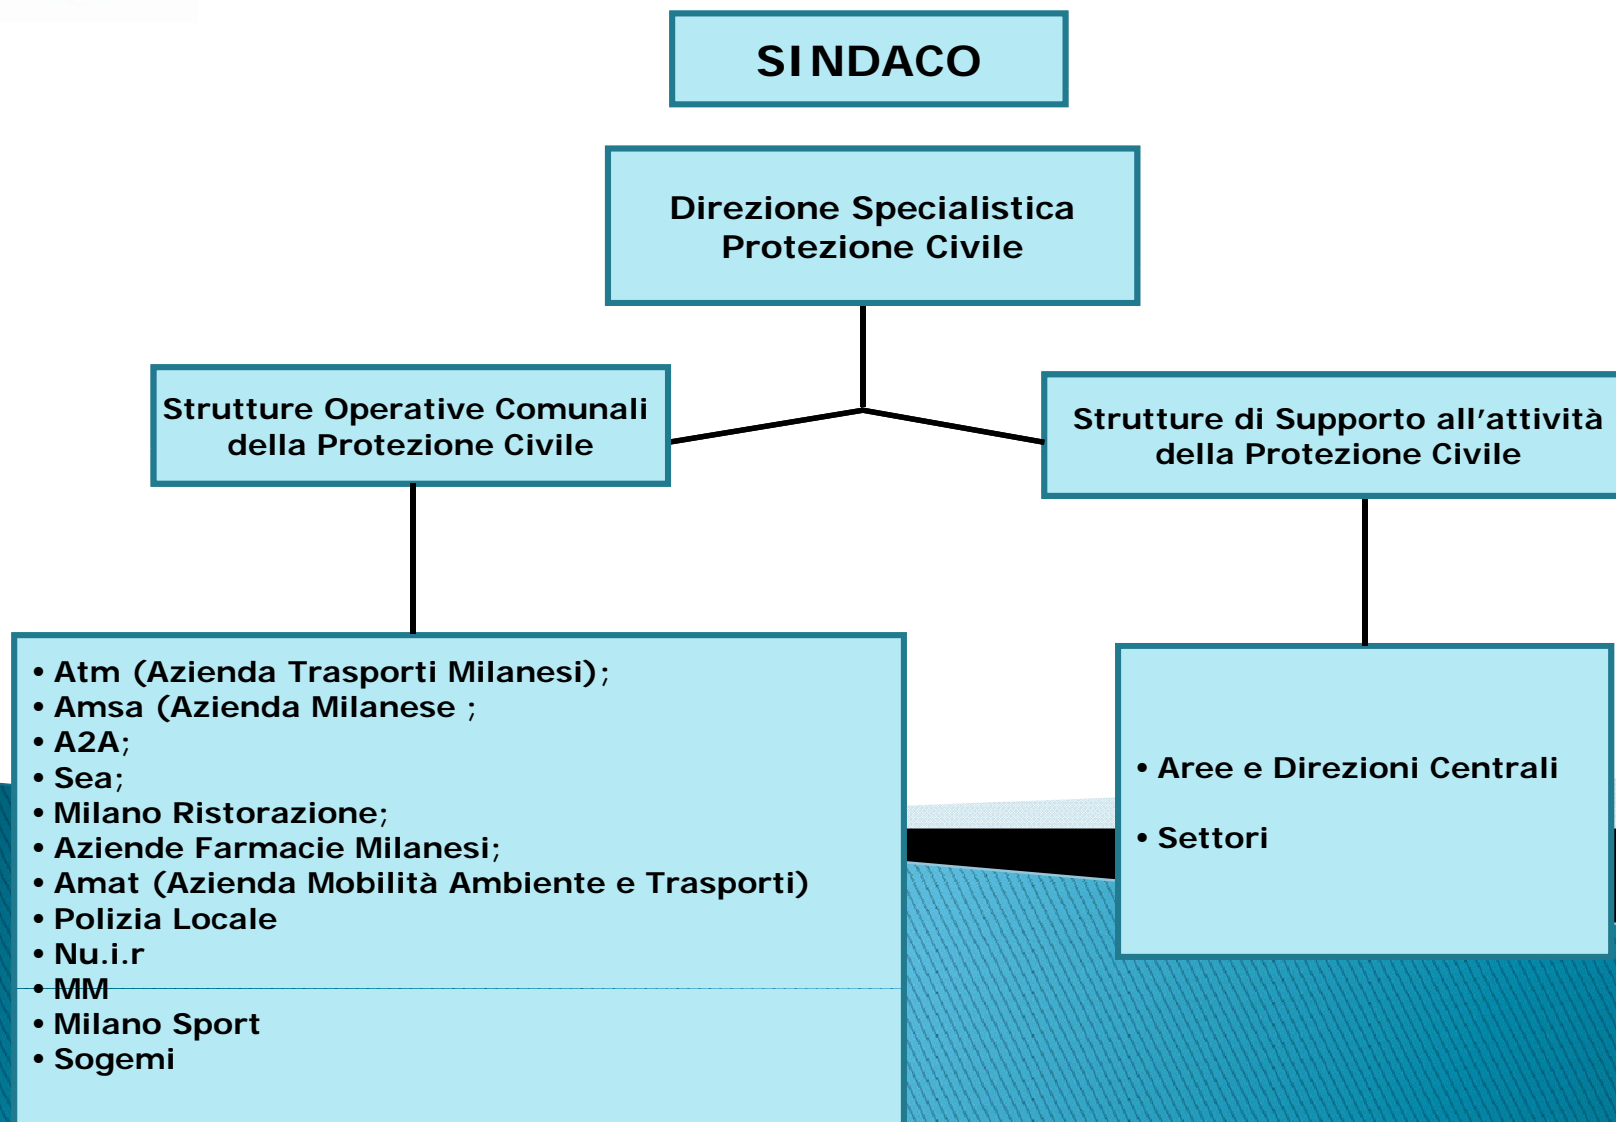 SINDACO
Direzione Specialistica
Protezione Civile
Strutture Operative Comunali
della Protezione Civile
Strutture di Supporto all’attività
della Protezione Civile
• Atm (Azienda Trasporti Milanesi);
• Amsa (Azienda Milanese ;
• A2A;
• Sea;
• Milano Ristorazione;
• Aziende Farmacie Milanesi;
• Amat (Azienda Mobilità Ambiente e Trasporti)
• Polizia Locale
• Nu.i.r
• MM
• Milano Sport
• Sogemi
• Aree e Direzioni Centrali
• Settori